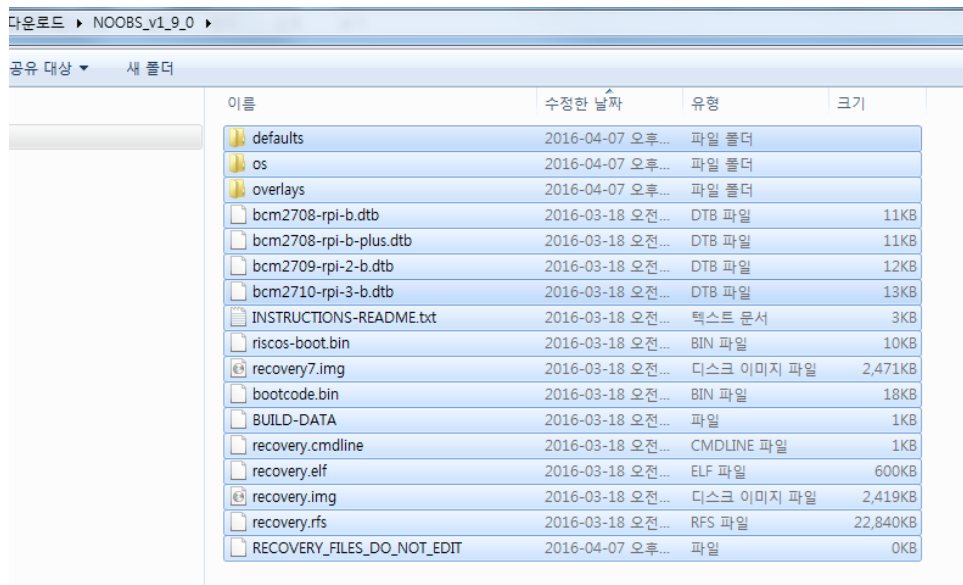 다운로드 ▸ NOOBS_v1_9_0 ▸
공유 대상 ▼ 새 폴더
이름 수정한 날짜 유형 크기
defaults 2016-04-07 오후... 파일 폴더
os 2016-04-07 오후... 파일 폴더
overlays 2016-04-07 오후... 파일 폴더
bcm2708-rpi-b.dtb 2016-03-18 오전... DTB 파일 11KB
bcm2708-rpi-b-plus.dtb 2016-03-18 오전... DTB 파일 11KB
bcm2709-rpi-2-b.dtb 2016-03-18 오전... DTB 파일 12KB
bcm2710-rpi-3-b.dtb 2016-03-18 오전... DTB 파일 13KB
INSTRUCTIONS-README.txt 2016-03-18 오전... 텍스트 문서 3KB
riscos-boot.bin 2016-03-18 오전... BIN 파일 10KB
recovery7.img 2016-03-18 오전... 디스크 이미지 파일 2,471KB
bootcode.bin 2016-03-18 오전... BIN 파일 18KB
BUILD-DATA 2016-03-18 오전... 파일 1KB
recovery.cmdline 2016-03-18 오전... CMDLINE 파일 1KB
recovery.elf 2016-03-18 오전... ELF 파일 600KB
recovery.img 2016-03-18 오전... 디스크 이미지 파일 2,419KB
recovery.rfs 2016-03-18 오전... RFS 파일 22,840KB
RECOVERY_FILES_DO_NOT_EDIT 2016-04-07 오후... 파일 0KB